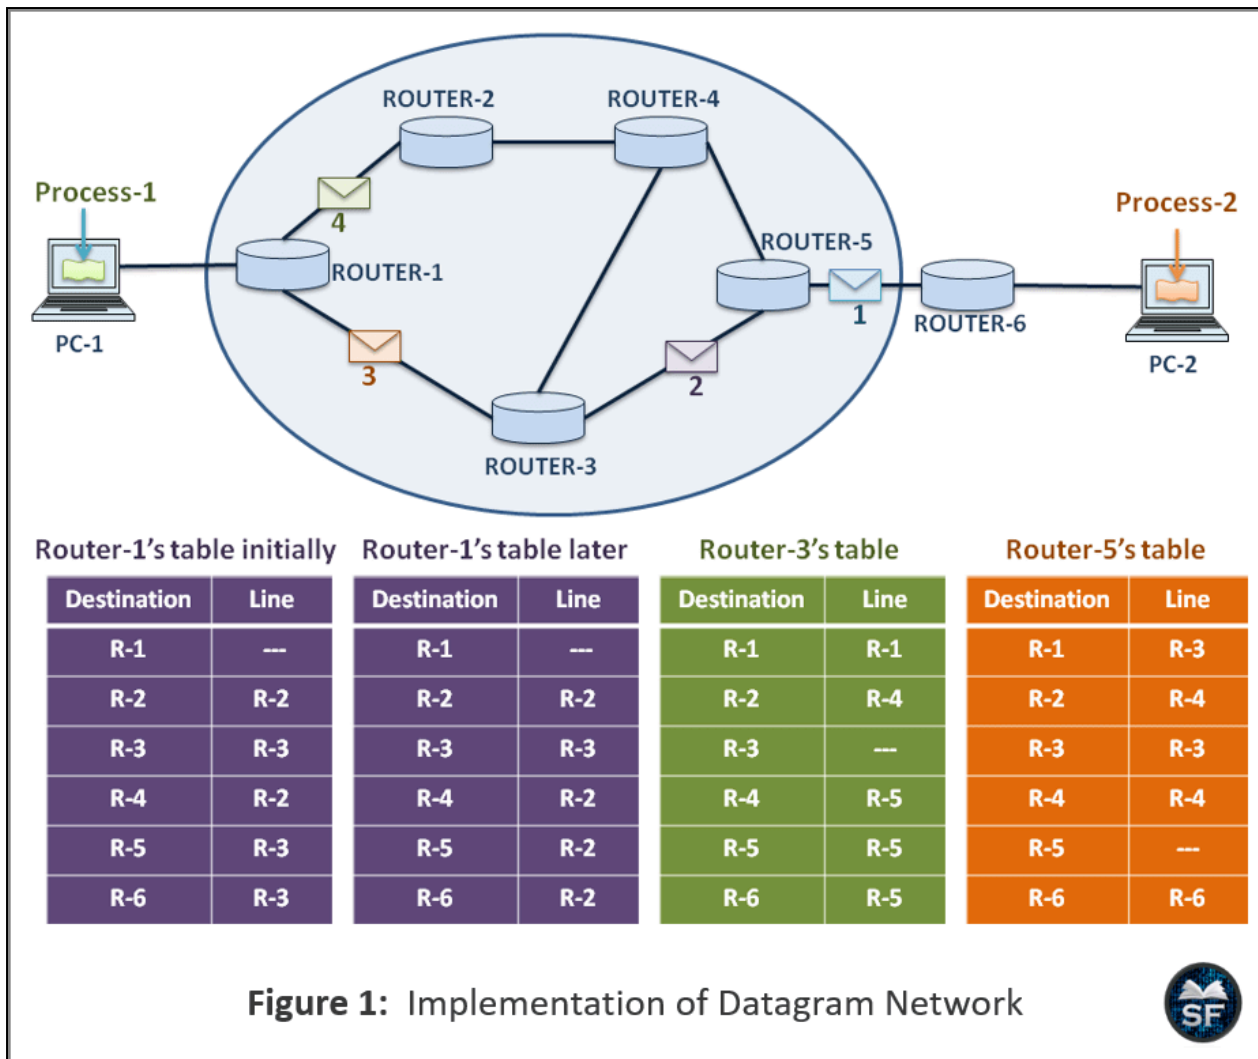 ROUTER-2
ROUTER-4
Process-1
4
Process-2
ROUTER-5
ROUTER-1
1
ROUTER-6
PC-1
3
2
PC-2
ROUTER-3
Router-1's table initially
Destination Line
R-1 ---
R-2 R-2
R-3 R-3
R-4 R-2
R-5 R-3
R-6 R-3
Router-1's table later
Destination Line
R-1 ---
R-2 R-2
R-3 R-3
R-4 R-2
R-5 R-2
R-6 R-2
Router-3's table
Destination Line
R-1 R-1
R-2 R-4
R-3 ---
R-4 R-5
R-5 R-5
R-6 R-5
Router-5's table
Destination Line
R-1 R-3
R-2 R-4
R-3 R-3
R-4 R-4
R-5 ---
R-6 R-6
Figure 1: Implementation of Datagram Network
SF